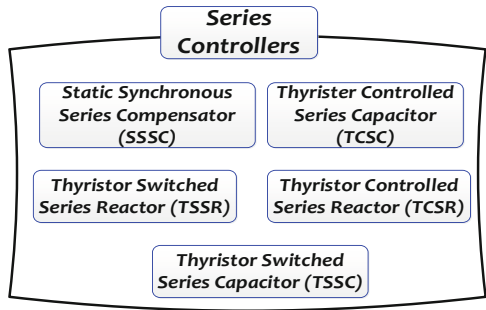 Series
Controllers
Static Synchronous
Series Compensator
(SSSC)
Thyrister Controlled
Series Capacitor
(TCSC)
Thyristor Switched
Series Reactor (TSSR)
Thyristor Controlled
Series Reactor (TCSR)
Thyristor Switched
Series Capacitor (TSSC)